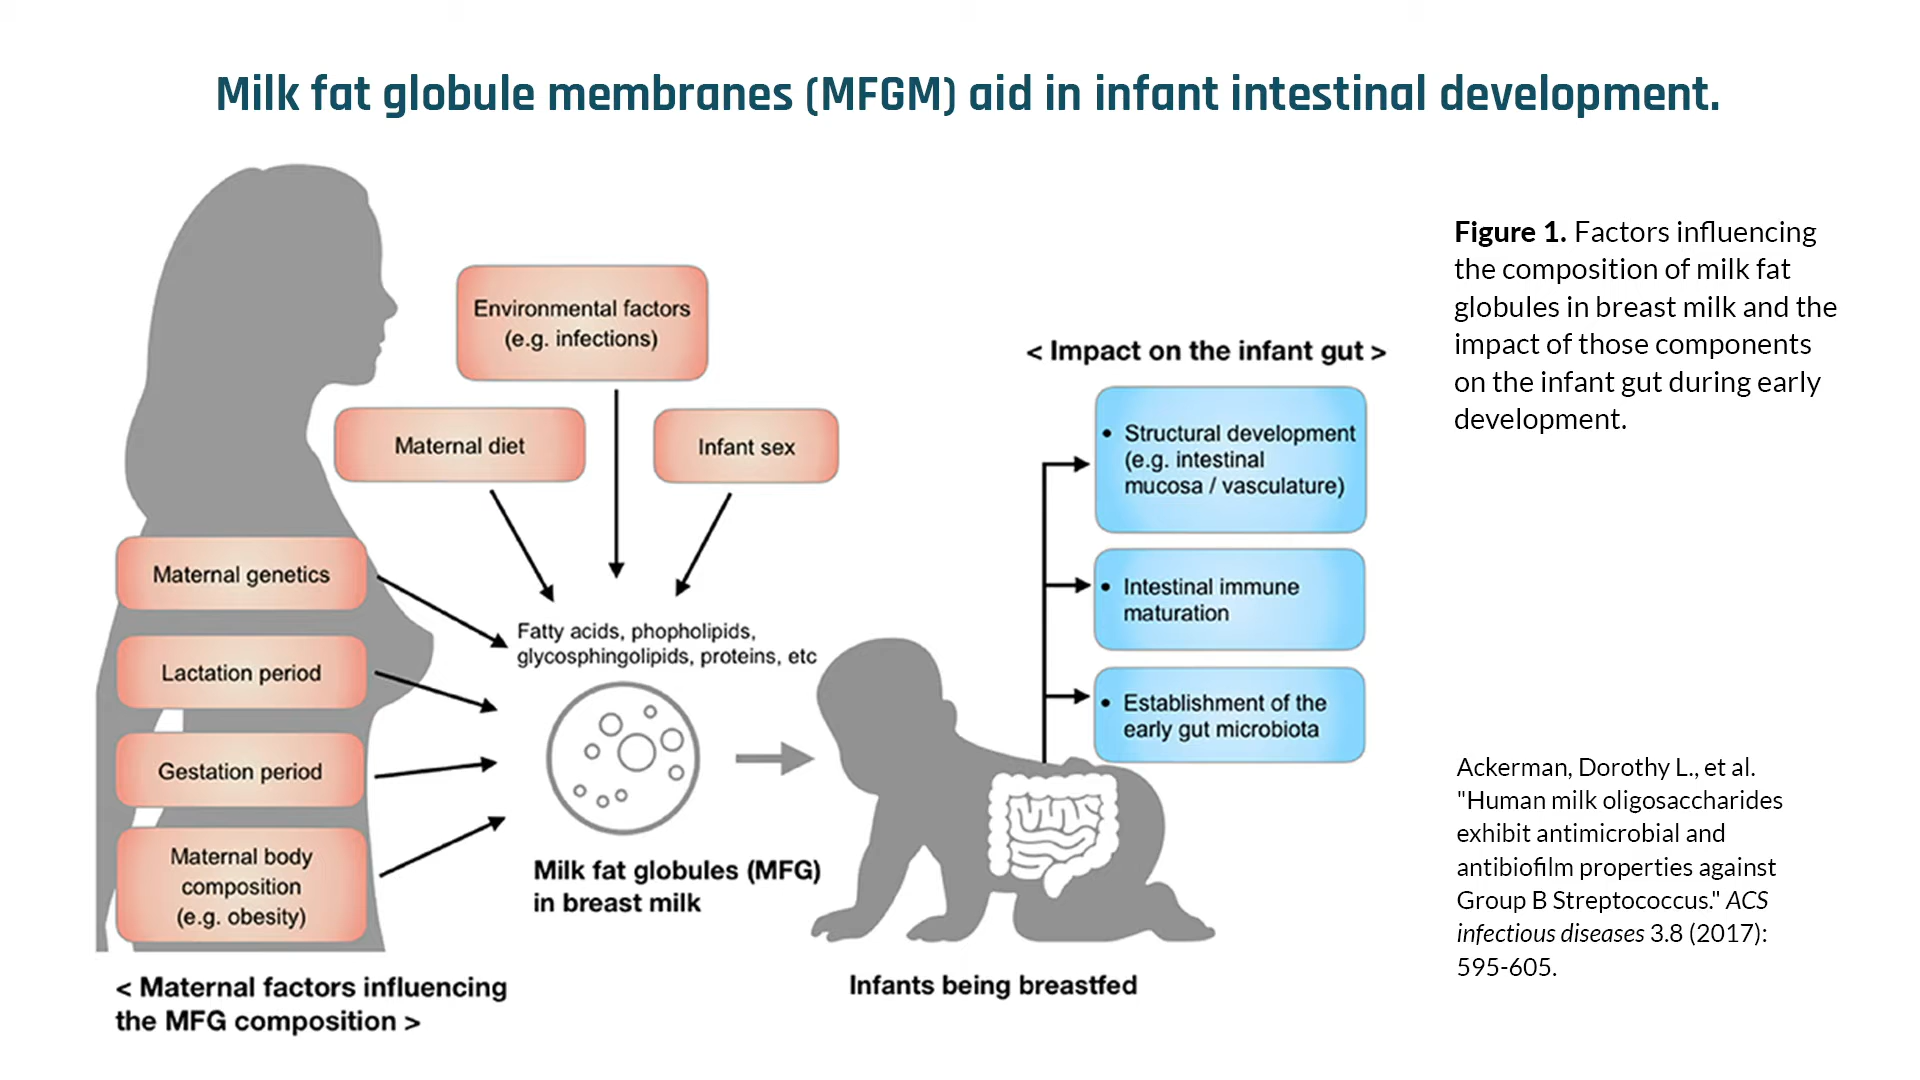 Milk fat globule membranes (MFGM) aid in infant intestinal development.
Environmental factors
(e.g. infections)
Maternal diet
Infant sex
Maternal genetics
Lactation period
Gestation period
Maternal body
composition
(e.g. obesity)
< Maternal factors influencing
the MFG composition >
Fatty acids, phopholipids,
glycosphingolipids, proteins, etc
Milk fat globules (MFG)
in breast milk
Infants being breastfed
< Impact on the infant gut >
• Structural development
(e.g. intestinal
mucosa / vasculature)
• Intestinal immune
maturation
• Establishment of the
early gut microbiota
Figure 1. Factors influencing
the composition of milk fat
globules in breast milk and the
impact of those components
on the infant gut during early
development.
Ackerman, Dorothy L., et al.
"Human milk oligosaccharides
exhibit antimicrobial and
antibiofilm properties against
Group B Streptococcus." ACS
infectious diseases 3.8 (2017):
595-605.